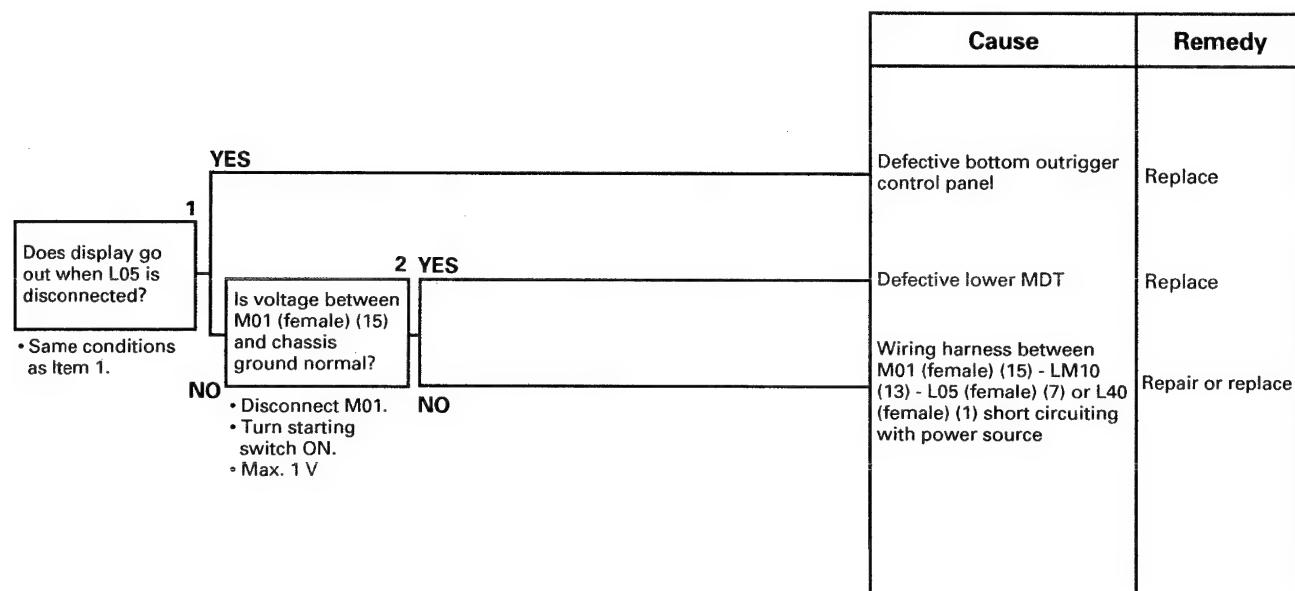 Cause
Remedy
YES
Defective bottom outrigger
control panel
Replace
1
Does display go
out when L05 is
disconnected?
• Same conditions
as Item 1.
2 YES
Defective lower MDT
Replace
Is voltage between
M01 (female) (15)
and chassis
ground normal?
NO
• Disconnect M01.
• Turn starting
switch ON.
• Max. 1 V
NO
Wiring harness between
M01 (female) (15) - LM10
(13) - L05 (female) (7) or L40
(female) (1) short circuiting
with power source
Repair or replace